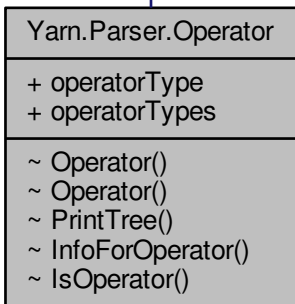 Yarn.Parser.Operator
+ operatorType
+ operatorTypes
~ Operator()
~ Operator()
~ PrintTree()
~ InfoForOperator()
~ IsOperator()